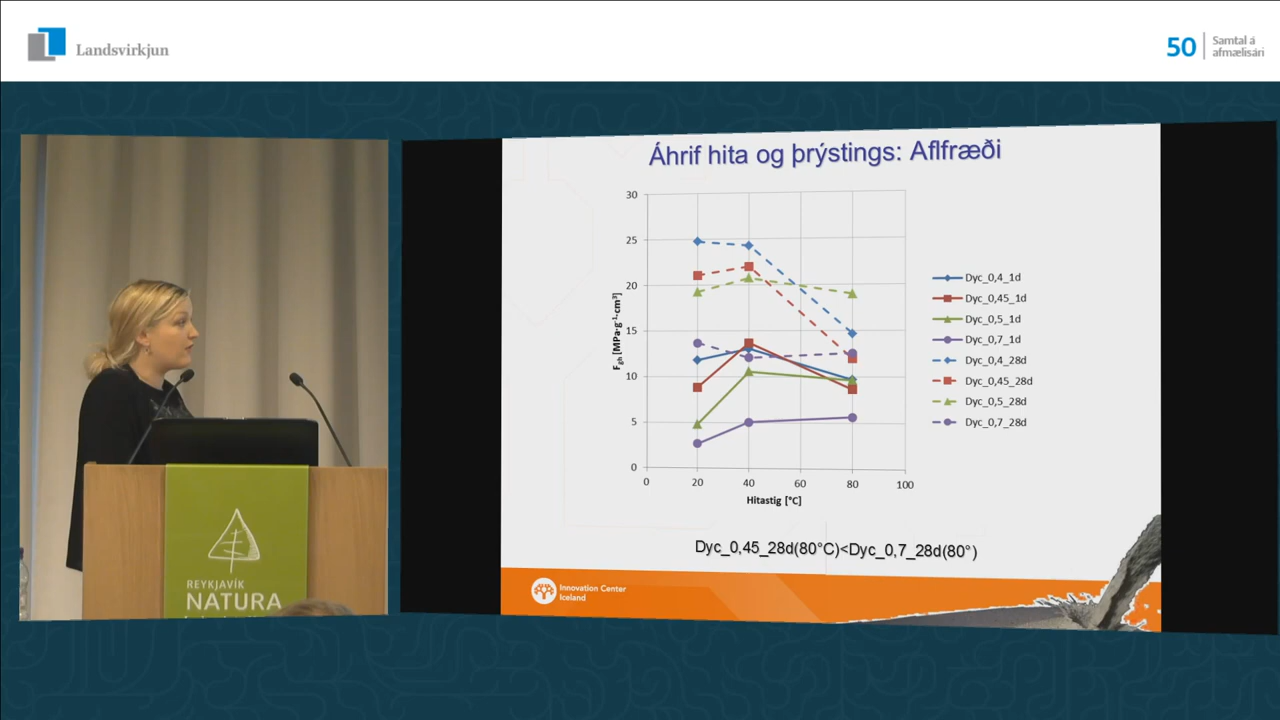 Landsvirkjun
50
Samtal á
afmælisári
Áhrif hita og þrýstings: Aflfræði
30
25
20
15
10
5
0
0
20
40
60
80
100
Hitastig [°C]
Dyc_0,4_1d
Dyc_0,45_1d
Dyc_0,5_1d
Dyc_0,7_1d
Dyc_0,4_28d
Dyc_0,45_28d
Dyc_0,5_28d
Dyc_0,7_28d
Dyc_0,45_28d(80°C)<Dyc_0,7_28d(80°)
Innovation Center
Iceland
REYKJAVÍK
NATURA